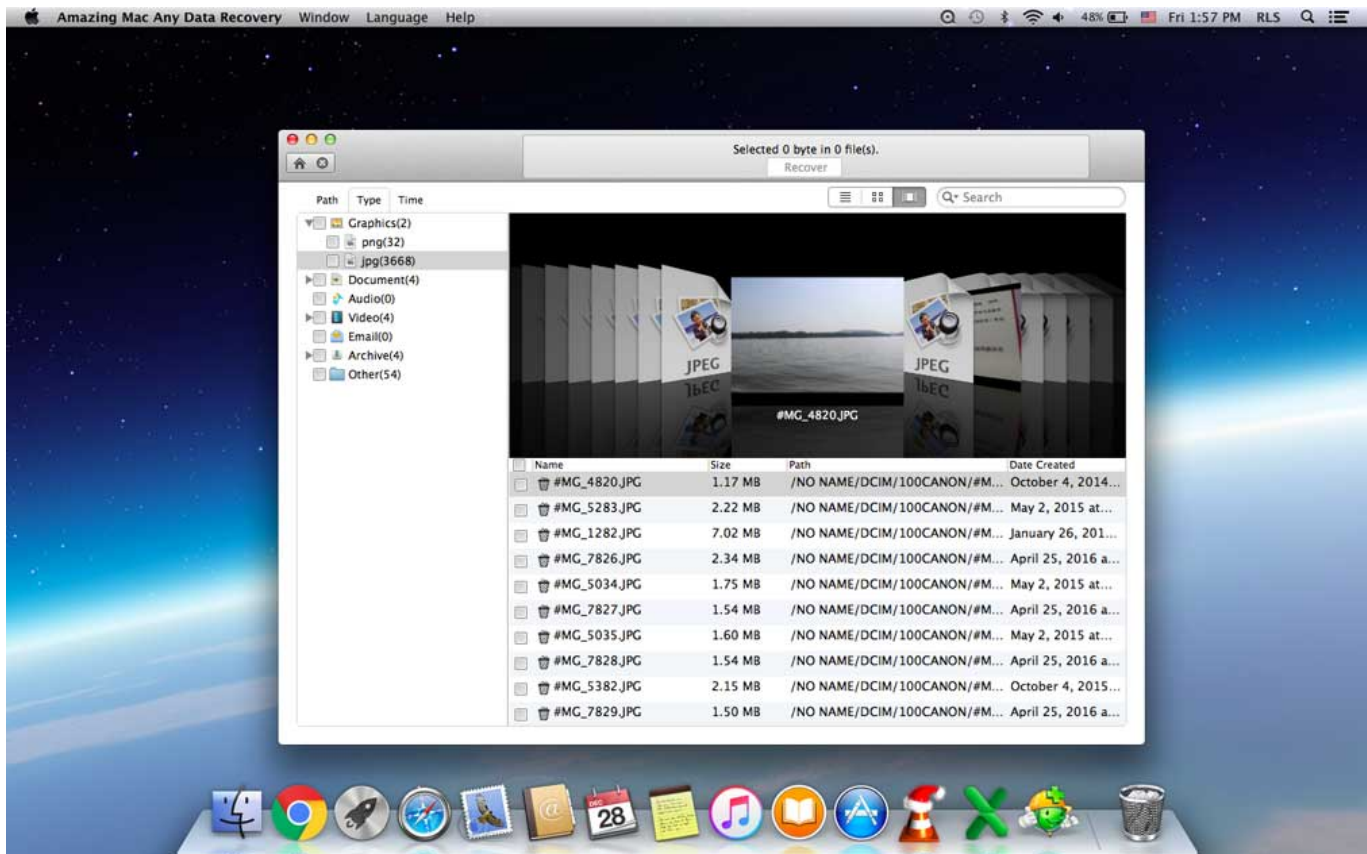 Amazing Mac Any Data Recovery Window Language Help 48% Fri 1:57 PM RLS
Selected 0 byte in 0 file(s).
Recover
Path Type Time Search
Graphics(2)
png(32)
jpg(3668)
Document(4)
Audio(0)
Video(4)
Email(0)
Archive(4)
Other(54)
JPEG JPEG
#MG_4820.JPG
Name Size Path Date Created
#MG_4820.JPG 1.17 MB /NO NAME/DCIM/100CANON/#M... October 4, 2014...
#MG_5283.JPG 2.22 MB /NO NAME/DCIM/100CANON/#M... May 2, 2015 at...
#MG_1282.JPG 7.02 MB /NO NAME/DCIM/100CANON/#M... January 26, 201...
#MG_7826.JPG 2.34 MB /NO NAME/DCIM/100CANON/#M... April 25, 2016 a...
#MG_5034.JPG 1.75 MB /NO NAME/DCIM/100CANON/#M... May 2, 2015 at...
#MG_7827.JPG 1.54 MB /NO NAME/DCIM/100CANON/#M... April 25, 2016 a...
#MG_5035.JPG 1.60 MB /NO NAME/DCIM/100CANON/#M... May 2, 2015 at...
#MG_7828.JPG 1.54 MB /NO NAME/DCIM/100CANON/#M... April 25, 2016 a...
#MG_5382.JPG 2.15 MB /NO NAME/DCIM/100CANON/#M... October 4, 2015...
#MG_7829.JPG 1.50 MB /NO NAME/DCIM/100CANON/#M... April 25, 2016 a...
DEC
28